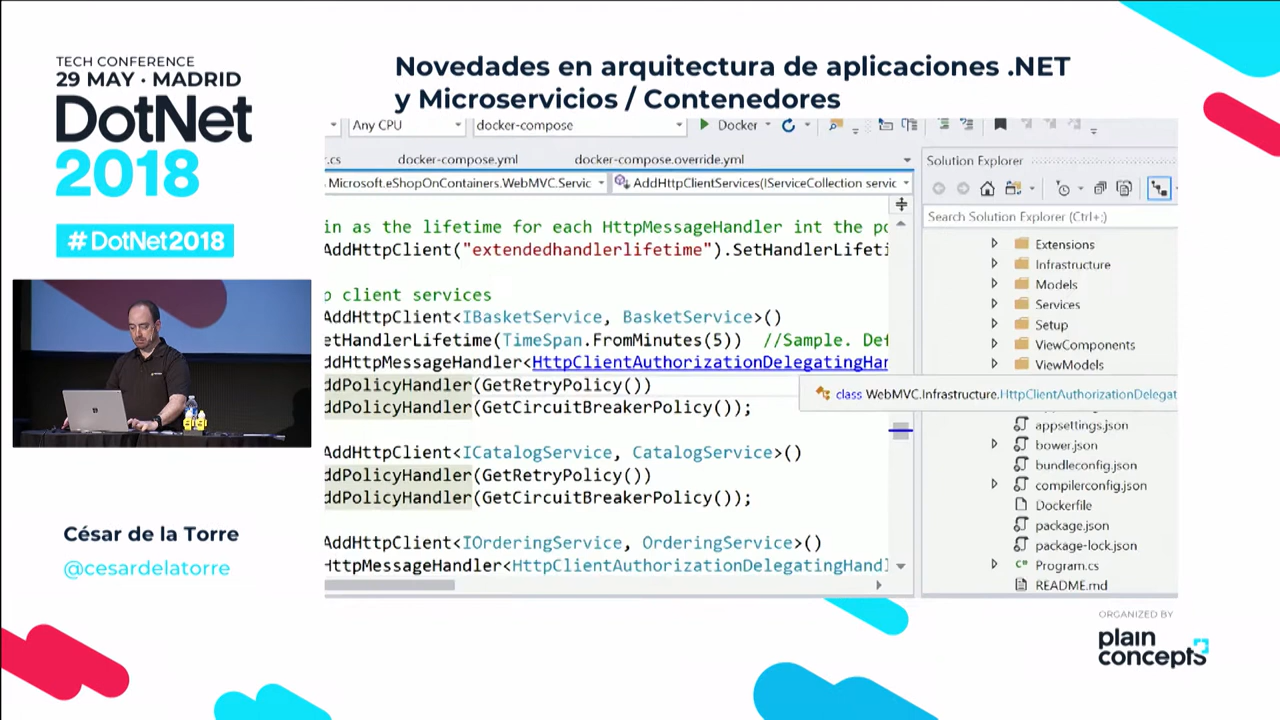 TECH CONFERENCE
29 MAY · MADRID
DotNet
2018
#DotNet2018
César de la Torre
@cesardelatorre
Novedades en arquitectura de aplicaciones .NET
y Microservicios / Contenedores
Any CPU
docker-compose
Docker
.cs
docker-compose.yml
docker-compose.override.yml
Microsoft.eShopOnContainers.WebMVC.Servic
AddHttpClientServices(IServiceCollection servic
in as the lifetime for each HttpMessageHandler int the po
AddHttpClient("extendedhandlerlifetime").SetHandlerLifeti
p client services
AddHttpClient<IBasketService, BasketService>()
etHandlerLifetime(TimeSpan.FromMinutes(5)) //Sample. Def
ddHttpMessageHandler<HttpClientAuthorizationDelegatingHar
ddPolicyHandler(GetRetryPolicy())
ddPolicyHandler(GetCircuitBreakerPolicy());
class WebMVC.Infrastructure.HttpClientAuthorizationDelegat
AddHttpClient<ICatalogService, CatalogService>()
ddPolicyHandler(GetRetryPolicy())
ddPolicyHandler(GetCircuitBreakerPolicy());
AddHttpClient<IOrderingService, OrderingService>()
HttpMessageHandler<HttpClientAuthorizationDelegatingHandl
Solution Explorer
Search Solution Explorer (Ctrl+;)
Extensions
Infrastructure
Models
Services
Setup
ViewComponents
ViewModels
appsettings.json
bower.json
bundleconfig.json
compilerconfig.json
Dockerfile
package.json
package-lock.json
C# Program.cs
README.md
ORGANIZED BY
plain
concepts